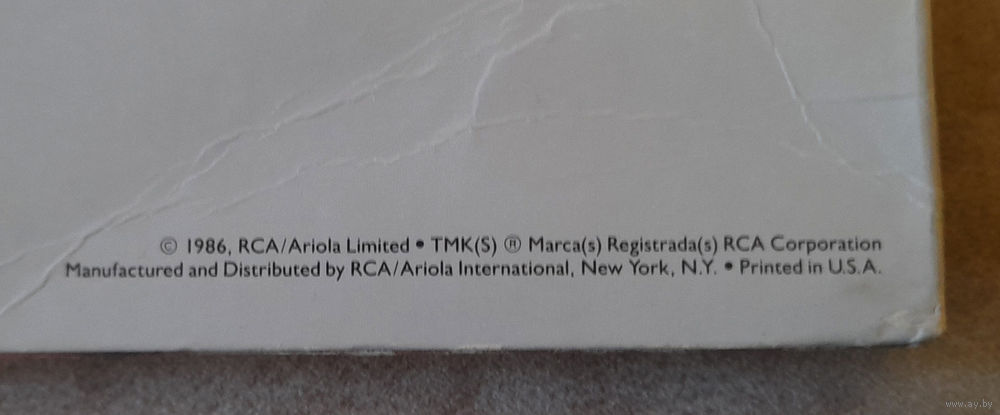 © 1986, RCA/Ariola Limited • TMK(S) ® Marca(s) Registrada(s) RCA Corporation
Manufactured and Distributed by RCA/Ariola International, New York, N.Y. • Printed in U.S.A.
www.ay.by